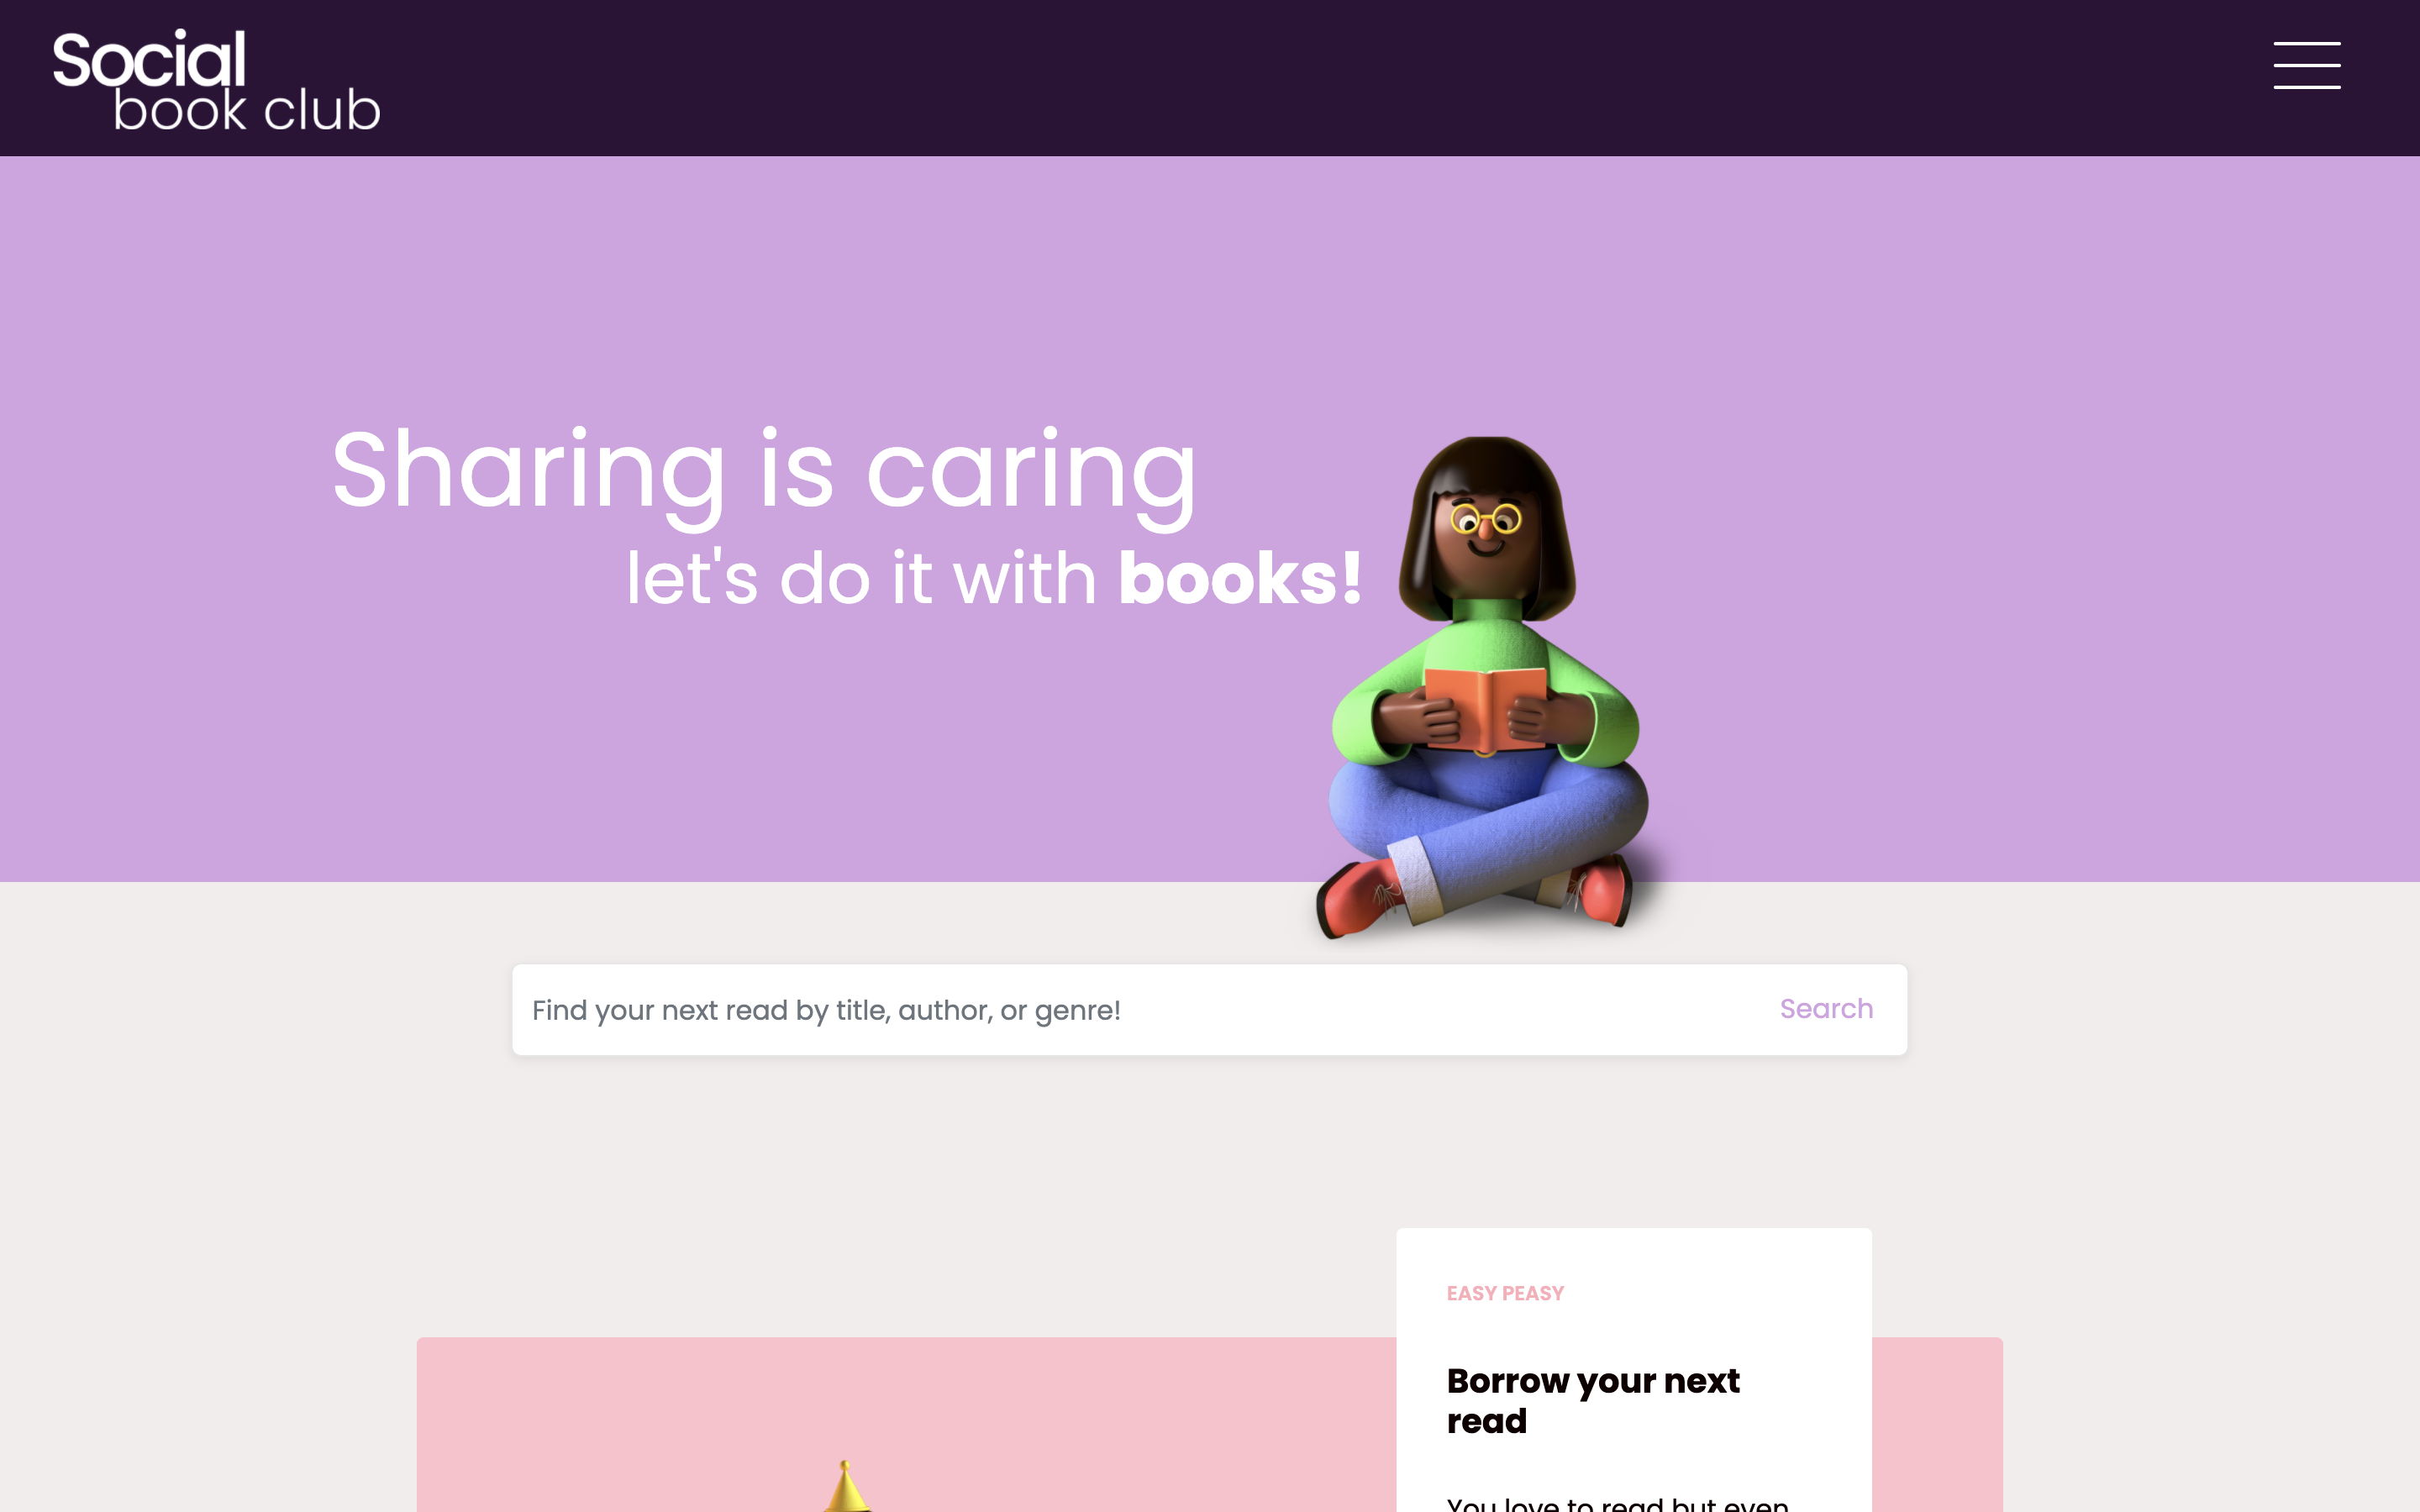 Social
book club
Sharing is caring
let's do it with books!
Find your next read by title, author, or genre!
Search
EASY PEASY
Borrow your next
read
You love to read but even